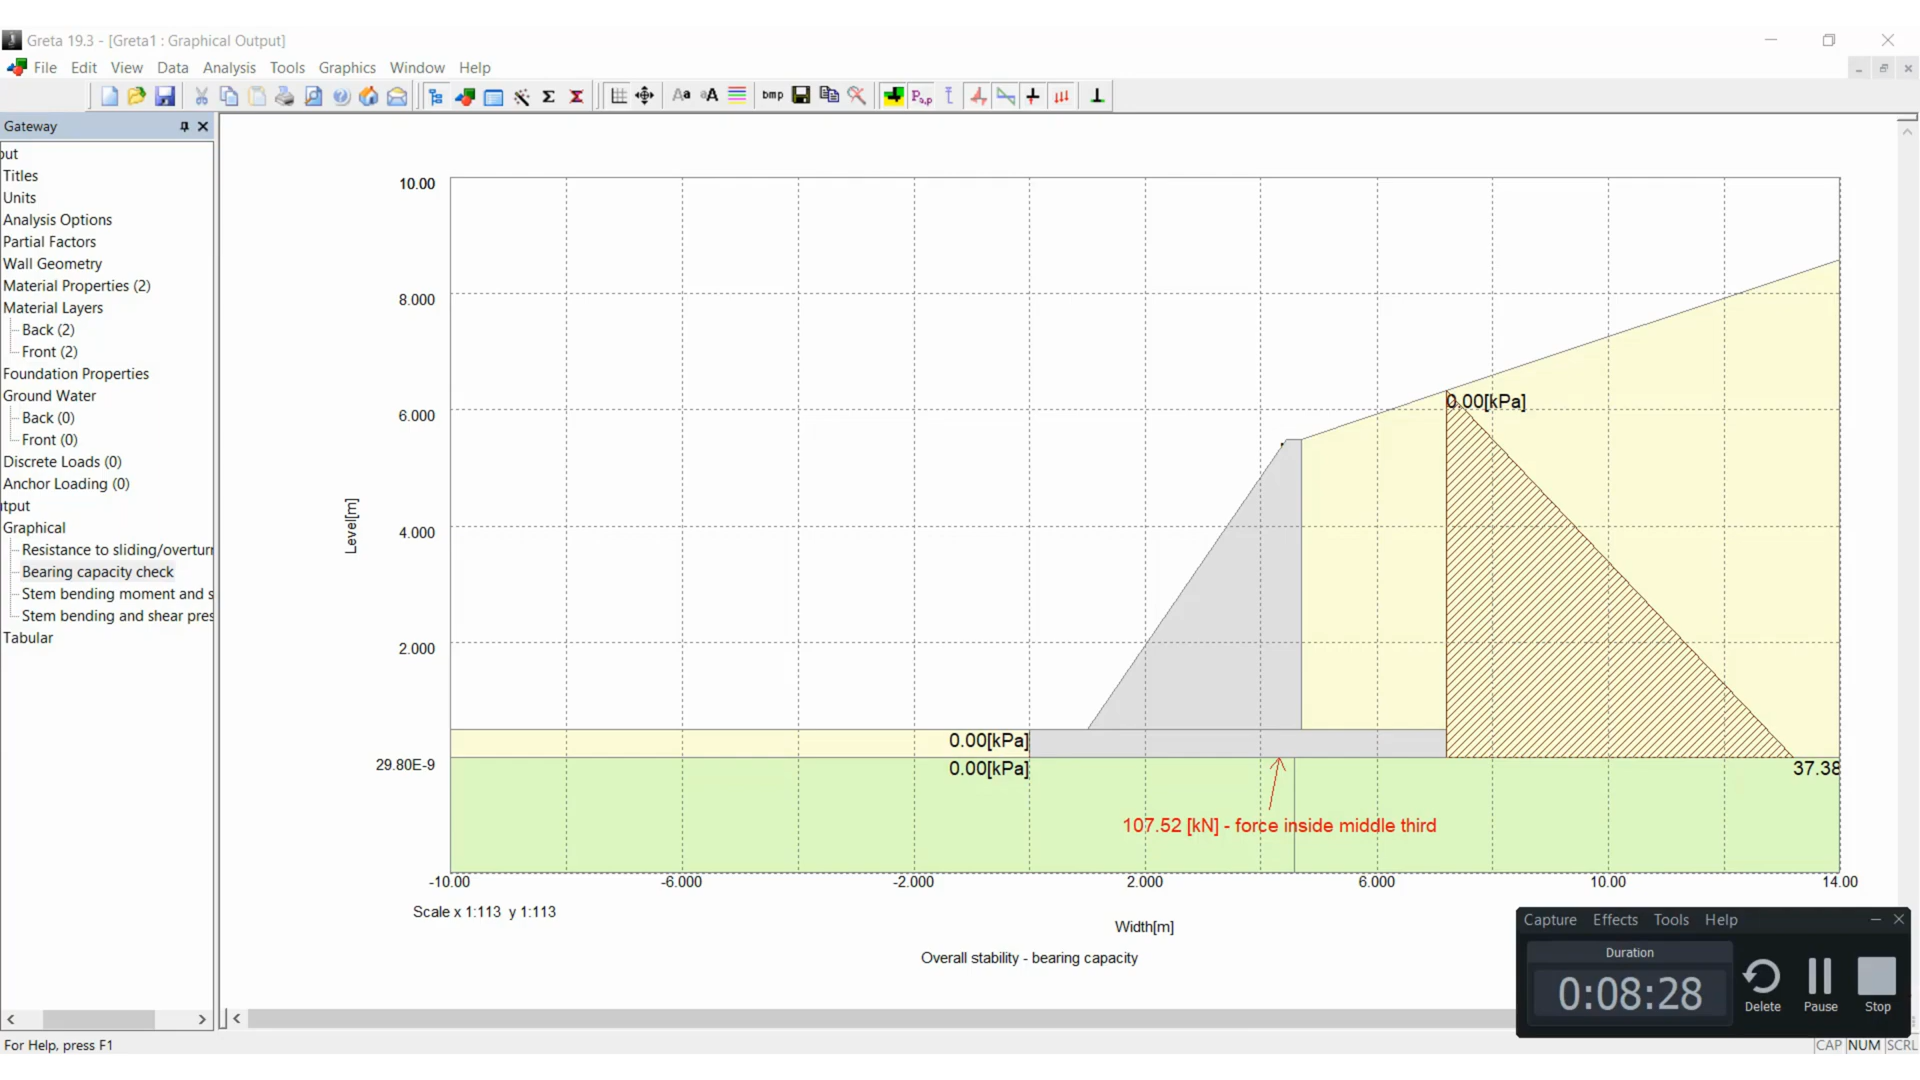 Greta 19.3 - [Greta1 : Graphical Output]
File Edit View Data Analysis Tools Graphics Window Help
Aa AA bmp Pa,p
Gateway
out
Titles
Units
Analysis Options
Partial Factors
Wall Geometry
Material Properties (2)
Material Layers
Back (2)
Front (2)
Foundation Properties
Ground Water
Back (0)
Front (0)
Discrete Loads (0)
Anchor Loading (0)
tput
Graphical
Resistance to sliding/overturn
Bearing capacity check
Stem bending moment and s
Stem bending and shear pres
Tabular
10.00
8.000
6.000
4.000
2.000
29.80E-9
Level[m]
0.00[kPa]
0.00[kPa]
0.00[kPa]
37.38
107.52 [kN] - force inside middle third
-10.00 -6.000 -2.000 2.000 6.000 10.00 14.00
Scale x 1:113 y 1:113
Width[m]
Overall stability - bearing capacity
Capture Effects Tools Help
Duration
0:08:28
Delete Pause Stop
For Help, press F1
CAP NUM SCRL